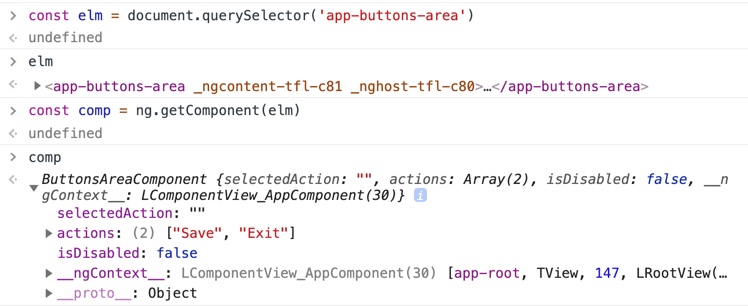 const elm = document.querySelector('app-buttons-area')
undefined
elm
<app-buttons-area _ngcontent-tfl-c81 _nghost-tfl-c80>…</app-buttons-area>
const comp = ng.getComponent(elm)
undefined
comp
ButtonsAreaComponent {selectedAction: "", actions: Array(2), isDisabled: false, __n
gContext__: LComponentView_AppComponent(30)} i
selectedAction: ""
actions: (2) ["Save", "Exit"]
isDisabled: false
__ngContext__: LComponentView_AppComponent(30) [app-root, TView, 147, LRootView(…
__proto__: Object